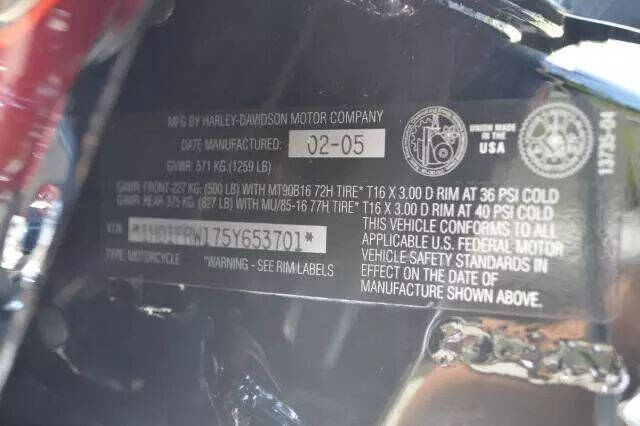 MFG BY HARLEY-DAVIDSON MOTOR COMPANY
DATE MANUFACTURED: 02-05
GVWR: 571 KG.(1259 LB)
GAWR: FRONT-227 KG. (500 LB) WITH MT90B16 72H TIRE* T16 X 3.00 D RIM AT 36 PSI COLD
GAWR: REAR-375 KG. (827 LB) WITH MU/85-16 77H TIRE* T16 X 3.00 D RIM AT 40 PSI COLD
THIS VEHICLE CONFORMS TO ALL
APPLICABLE U.S. FEDERAL MOTOR
VEHICLE SAFETY STANDARDS IN
EFFECT ON THE DATE OF
MANUFACTURE SHOWN ABOVE.
V.I.N *1HD1FRW175Y653701*
TYPE: MOTORCYCLE *WARNING - SEE RIM LABELS
UNION MADE
IN THE
USA
13735-04